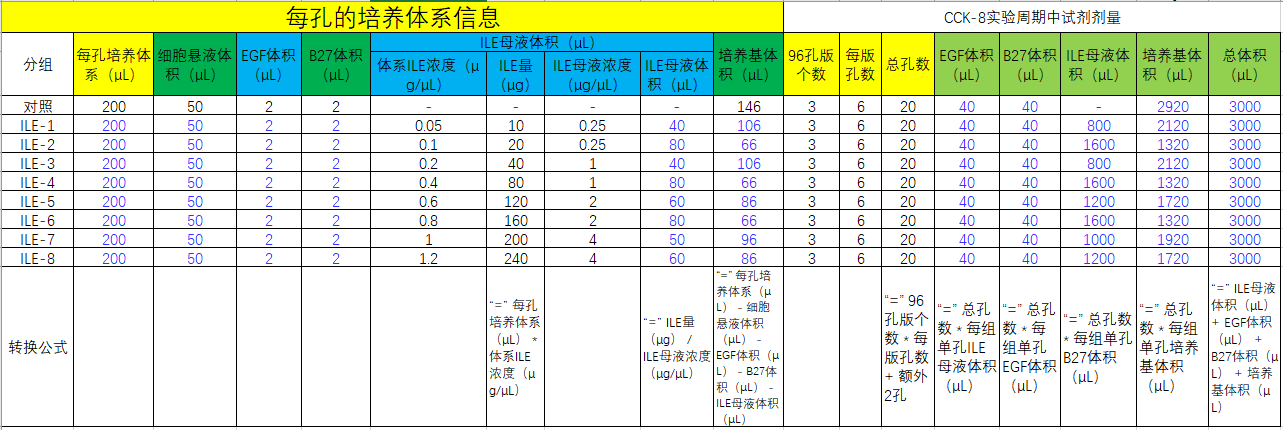 每孔的培养体系信息 CCK-8实验周期中试剂剂量
分组 每孔培养体系（μL） 细胞悬液体积（μL） EGF体积（μL） B27体积（μL） ILE母液体积（μL） 培养基体积（μL） 96孔版个数 每版孔数 总孔数 EGF体积（μL） B27体积（μL） ILE母液体积（μL） 培养基体积（μL） 总体积（μL）
体系ILE浓度（μg/μL） ILE量（μg） ILE母液浓度（μg/μL） ILE母液体积（μL）
对照 200 50 2 2 - - - - 146 3 6 20 40 40 - 2920 3000
ILE-1 200 50 2 2 0.05 10 0.25 40 106 3 6 20 40 40 800 2120 3000
ILE-2 200 50 2 2 0.1 20 0.25 80 66 3 6 20 40 40 1600 1320 3000
ILE-3 200 50 2 2 0.2 40 1 40 106 3 6 20 40 40 800 2120 3000
ILE-4 200 50 2 2 0.4 80 1 80 66 3 6 20 40 40 1600 1320 3000
ILE-5 200 50 2 2 0.6 120 2 60 86 3 6 20 40 40 1200 1720 3000
ILE-6 200 50 2 2 0.8 160 2 80 66 3 6 20 40 40 1600 1320 3000
ILE-7 200 50 2 2 1 200 4 50 96 3 6 20 40 40 1000 1920 3000
ILE-8 200 50 2 2 1.2 240 4 60 86 3 6 20 40 40 1200 1720 3000
转换公式
“=” 每孔
培养体系
（μL） *
体系ILE
浓度（μ
g/μL）
“=” ILE量
（μg） /
ILE母液浓度
（μg/μL）
“=” 每孔培
养体系（μ
L） - 细胞
悬液体积
（μL） -
EGF体积（μ
L） - B27体
积（μL） -
ILE母液体积
（μL）
“=” 96
孔版个
数 * 每
版孔数
+ 额外
2孔
“=” 总孔
数 * 每组
单孔ILE
母液体积
（μL）
“=” 总孔
数 * 每
组单孔
EGF体积
（μL）
“=” 总孔数
* 每组单孔
B27体积
（μL）
“=” 总孔
数 * 每组
单孔培养
基体积
（μL）
“=” ILE母液
体积（μL）
+ EGF体积
（μL） +
B27体积（μ
L） + 培养
基体积（μ
L）